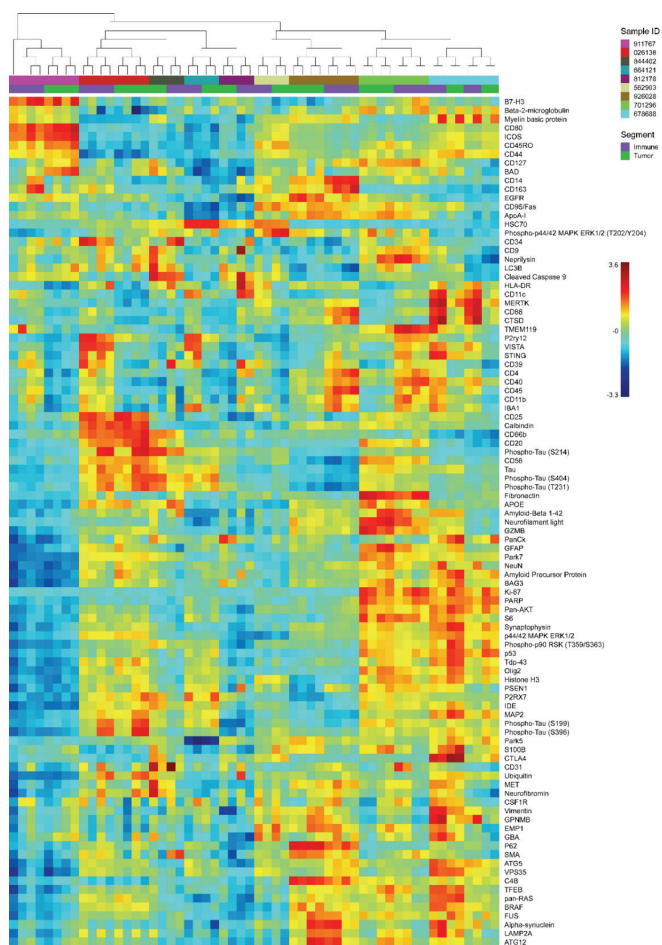 Sample ID
911767
026138
844402
664121
812178
562903
926028
701296
678688
Segment
Immune
Tumor
3.6
-0
-3.3
B7-H3
Beta-2-microglobulin
Myelin basic protein
CD80
ICOS
CD45RO
CD44
CD127
BAD
CD14
CD163
EGFR
CD95/Fas
ApoA-I
HSC70
Phospho-p44/42 MAPK ERK1/2 (T202/Y204)
CD34
CD9
Neprilysin
LC3B
Cleaved Caspase 9
HLA-DR
CD11c
MERTK
CD68
CTSD
TMEM119
P2ry12
VISTA
STING
CD39
CD4
CD40
CD45
CD11b
IBA1
CD25
Calbindin
CD66b
CD20
Phospho-Tau (S214)
CD56
Tau
Phospho-Tau (S404)
Phospho-Tau (T231)
Fibronectin
APOE
Amyloid-Beta 1-42
Neurofilament light
GZMB
PanCk
GFAP
Park7
NeuN
Amyloid Precursor Protein
BAG3
Ki-67
PARP
Pan-AKT
S6
Synaptophysin
p44/42 MAPK ERK1/2
Phospho-p90 RSK (T359/S363)
p53
Tdp-43
Olig2
Histone H3
PSEN1
P2RX7
IDE
MAP2
Phospho-Tau (S199)
Phospho-Tau (S396)
Park5
S100B
CTLA4
CD31
Ubiquitin
MET
Neurofibromin
CSF1R
Vimentin
GPNMB
EMP1
GBA
P62
SMA
ATG5
VPS35
C4B
TFEB
pan-RAS
BRAF
FUS
Alpha-synuclein
LAMP2A
ATG12